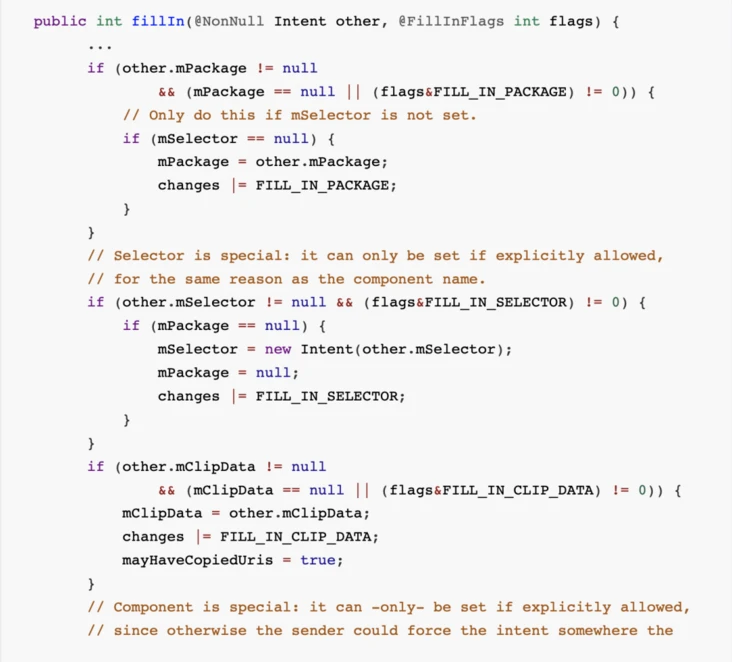 public int fillIn(@NonNull Intent other, @FillInFlags int flags) {
...
if (other.mPackage != null
&& (mPackage == null || (flags&FILL_IN_PACKAGE) != 0)) {
// Only do this if mSelector is not set.
if (mSelector == null) {
mPackage = other.mPackage;
changes |= FILL_IN_PACKAGE;
}
}
// Selector is special: it can only be set if explicitly allowed,
// for the same reason as the component name.
if (other.mSelector != null && (flags&FILL_IN_SELECTOR) != 0) {
if (mPackage == null) {
mSelector = new Intent(other.mSelector);
mPackage = null;
changes |= FILL_IN_SELECTOR;
}
}
if (other.mClipData != null
&& (mClipData == null || (flags&FILL_IN_CLIP_DATA) != 0)) {
mClipData = other.mClipData;
changes |= FILL_IN_CLIP_DATA;
mayHaveCopiedUris = true;
}
// Component is special: it can -only- be set if explicitly allowed,
// since otherwise the sender could force the intent somewhere the